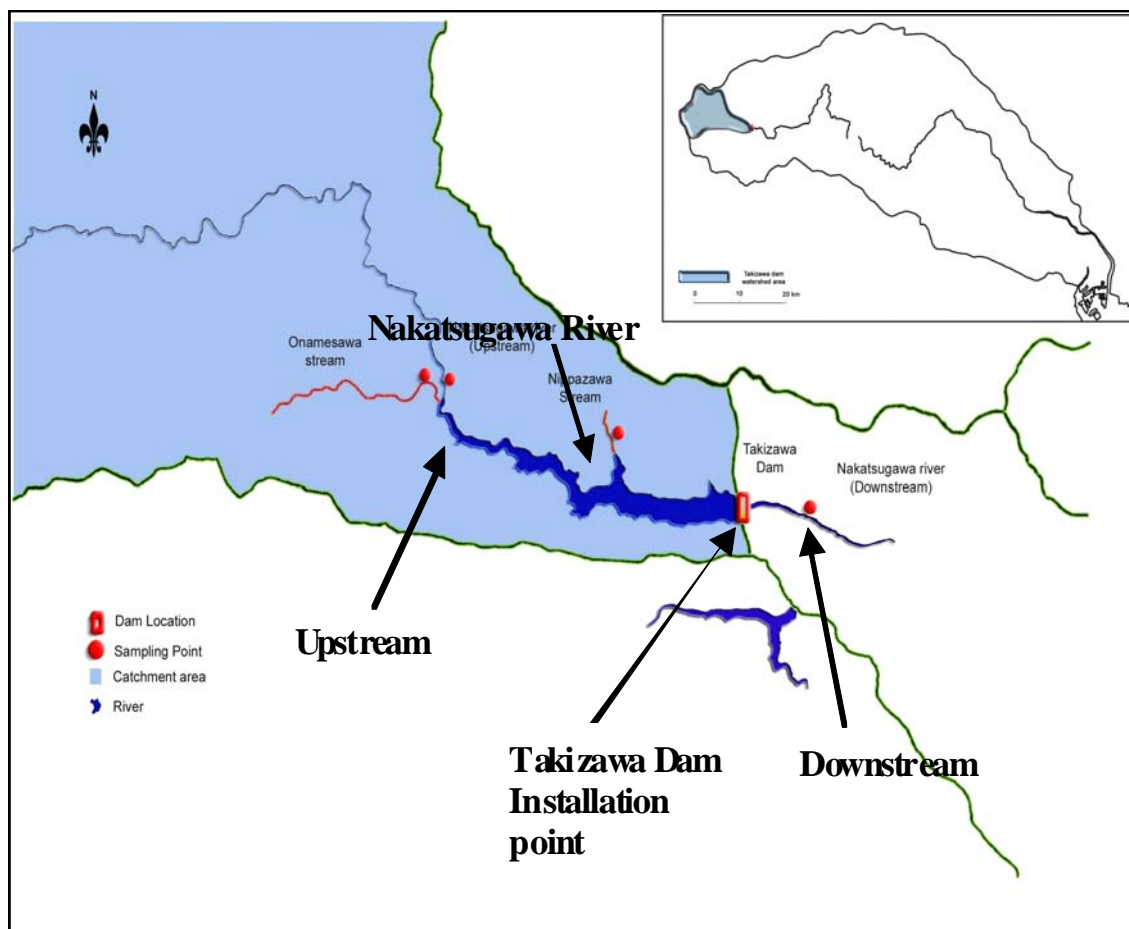 N
Takizawa dam
watershed area
0 10 20 km
Nakatsugawa River
(Upstream)
Onamesawa
stream
Nippazawa
Stream
Takizawa
Dam
Nakatsugawa river
(Downstream)
Dam Location
Sampling Point
Catchment area
River
Upstream
Takizawa Dam
Installation
point
Downstream